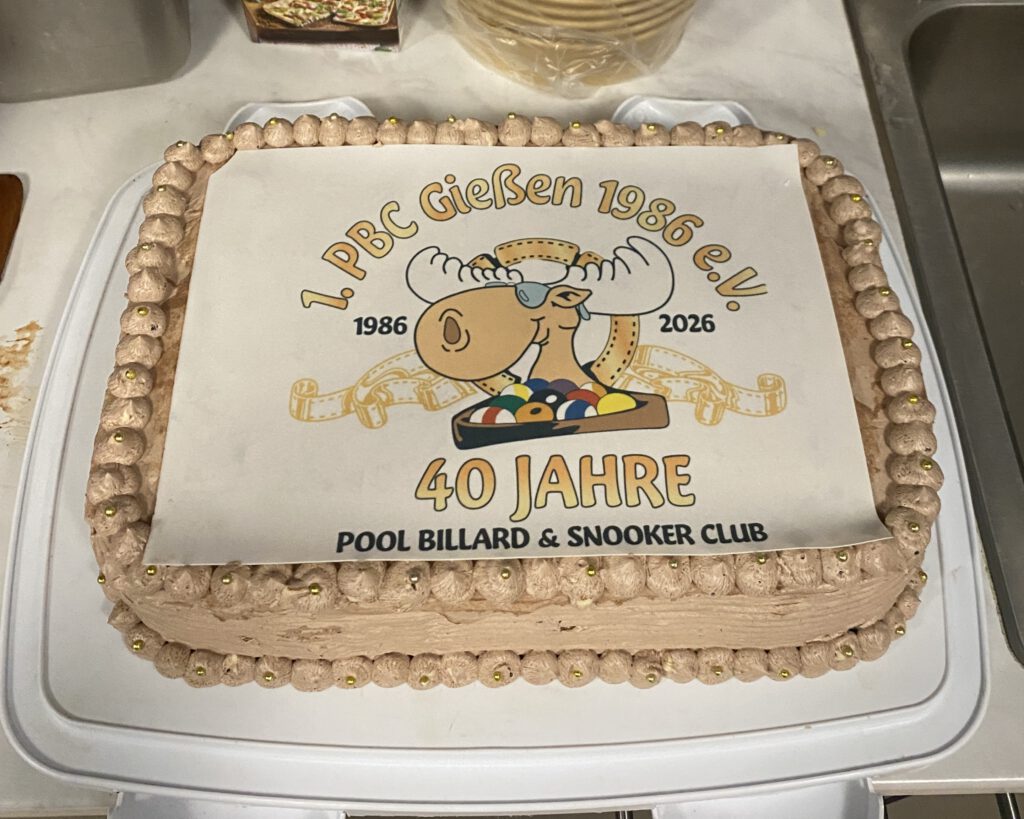 1. PBC Gießen 1986 e.V.
1986 2026
40 JAHRE
POOL BILLARD & SNOOKER CLUB